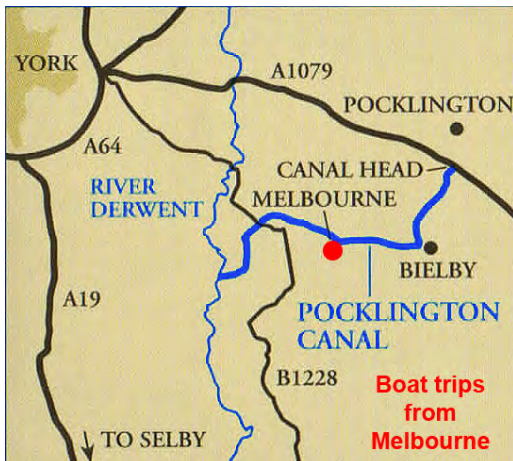 YORK
A1079
POCKLINGTON
A64
CANAL HEAD
RIVER
DERWENT
MELBOURNE
BIELBY
A19
POCKLINGTON
CANAL
B1228
Boat trips
from
Melbourne
TO SELBY